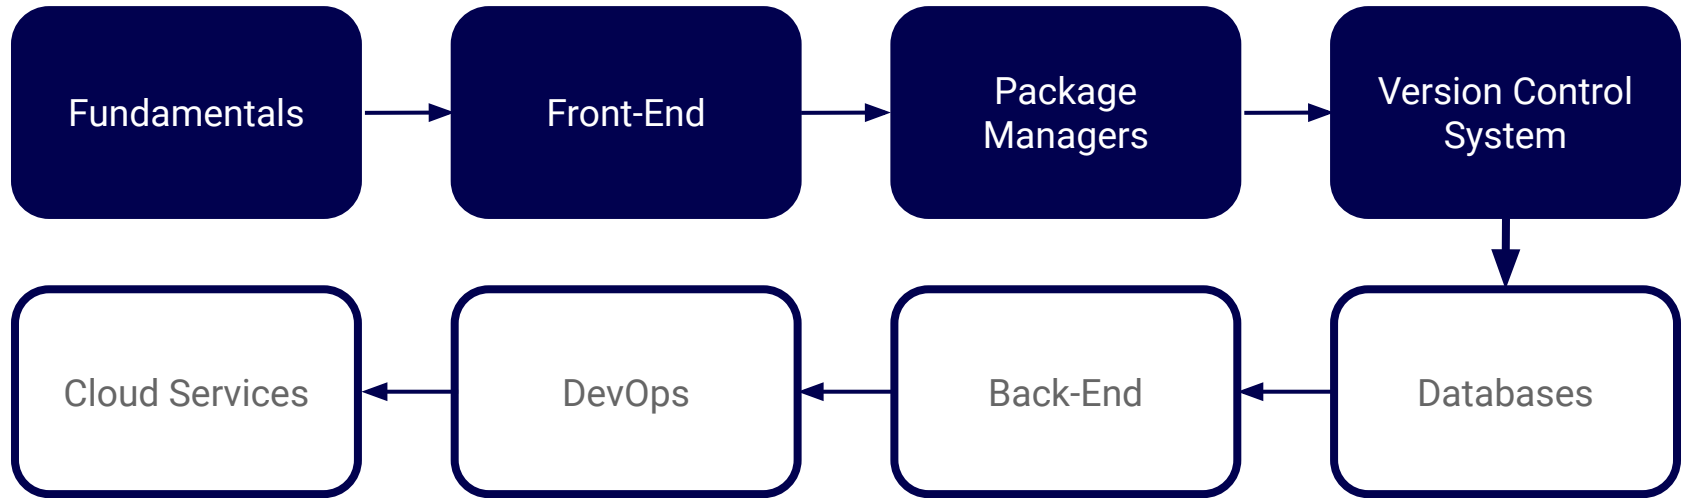 Fundamentals
Front-End
Package
Managers
Version Control
System
Cloud Services
DevOps
Back-End
Databases